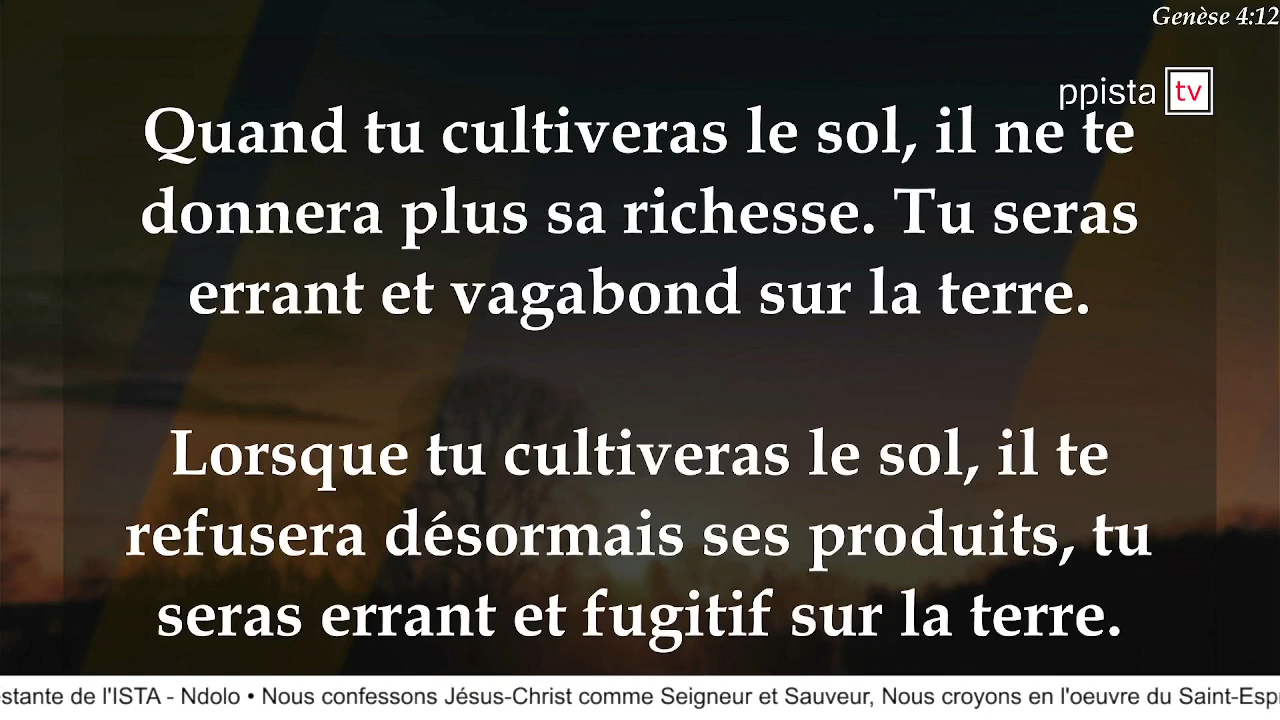 Genèse 4:12
ppista tv
Quand tu cultiveras le sol, il ne te
donnera plus sa richesse. Tu seras
errant et vagabond sur la terre.
Lorsque tu cultiveras le sol, il te
refusera désormais ses produits, tu
seras errant et fugitif sur la terre.
estante de l'ISTA - Ndolo • Nous confessons Jésus-Christ comme Seigneur et Sauveur, Nous croyons en l'oeuvre du Saint-Esp